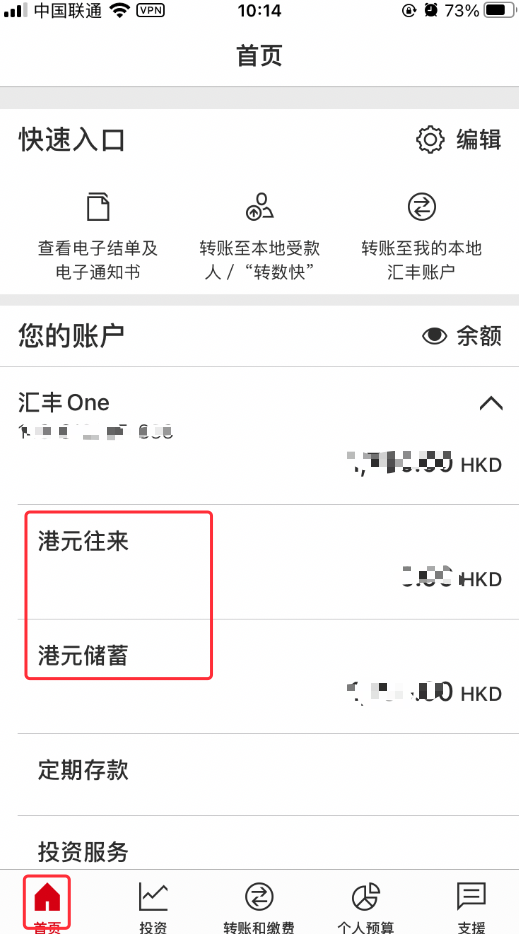 中国联通 VPN 10:14 73%
首页
快速入口 编辑
查看电子结单及
电子通知书
转账至本地受款
人 / “转数快”
转账至我的本地
汇丰账户
您的账户 余额
汇丰 One
HKD
港元往来
HKD
港元储蓄
HKD
定期存款
投资服务
首页 投资 转账和缴费 个人预算 支援